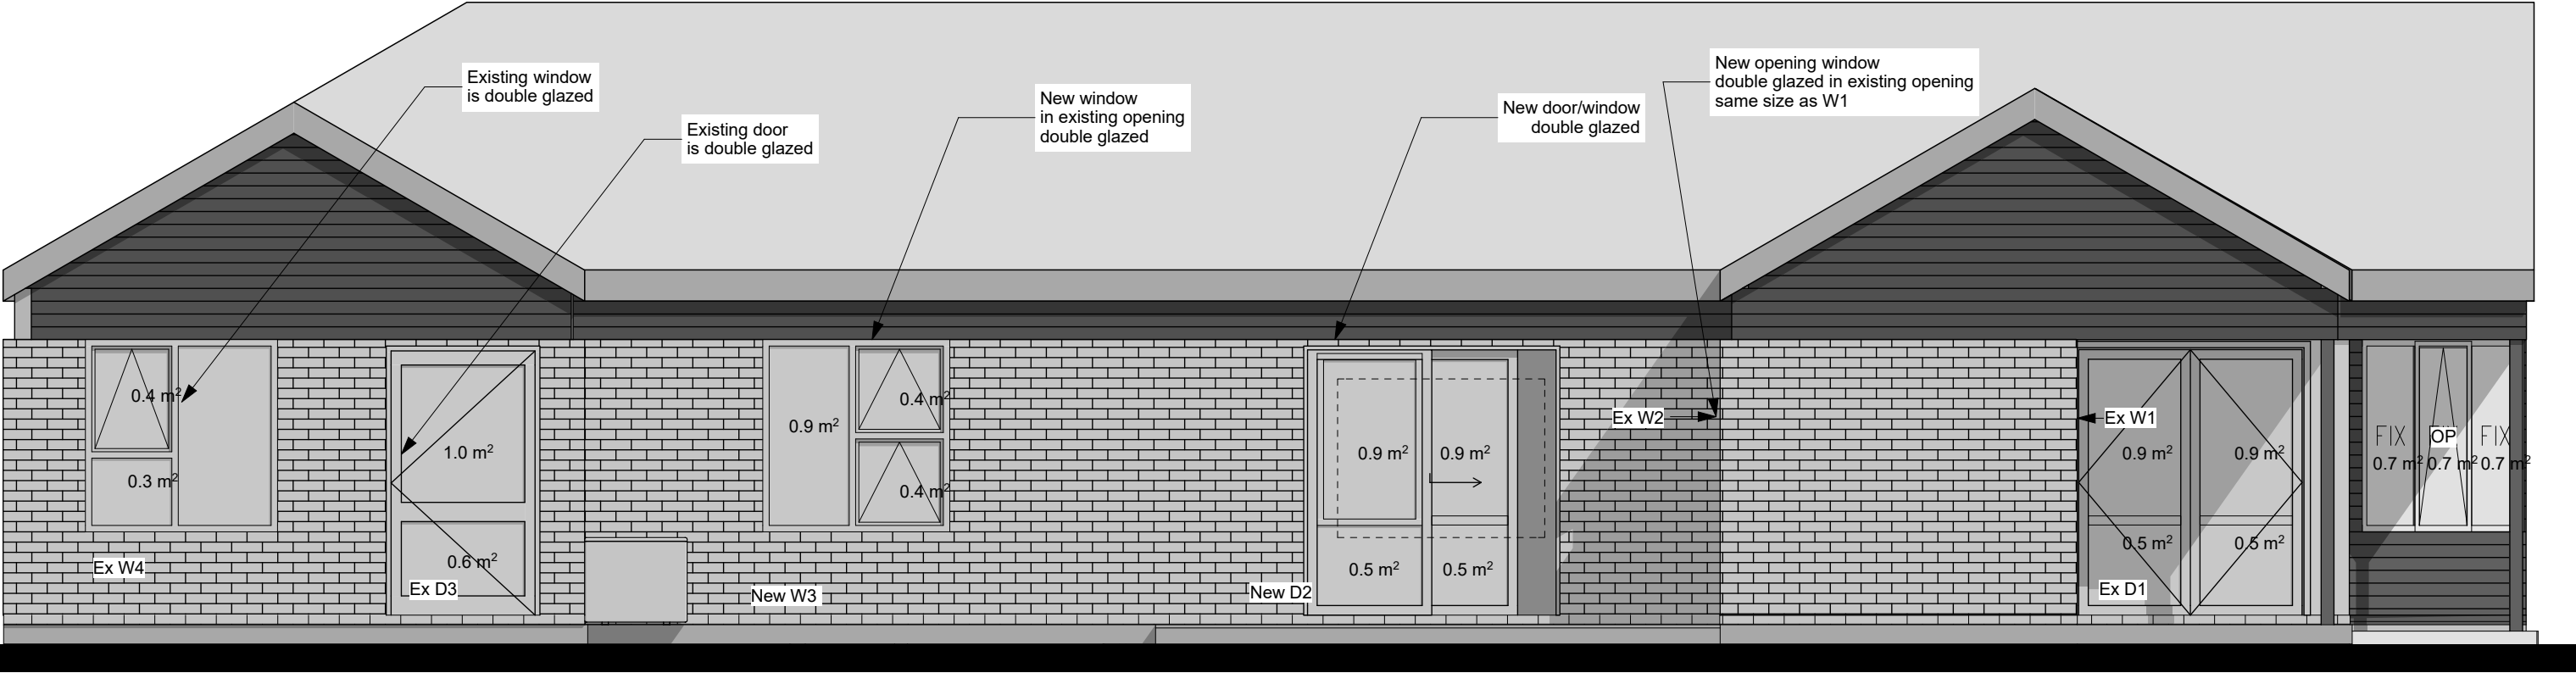 Existing window
is double glazed
Existing door
is double glazed
New window
in existing opening
double glazed
New door/window
double glazed
New opening window
double glazed in existing opening
same size as W1
0.4 m²
0.3 m²
Ex W4
1.0 m²
0.6 m²
Ex D3
0.9 m²
0.4 m²
0.4 m²
New W3
0.9 m²
0.9 m²
0.5 m²
0.5 m²
New D2
Ex W2
Ex W1
0.9 m²
0.9 m²
0.5 m²
0.5 m²
Ex D1
FIX
OP
FIX
0.7 m²
0.7 m²
0.7 m²